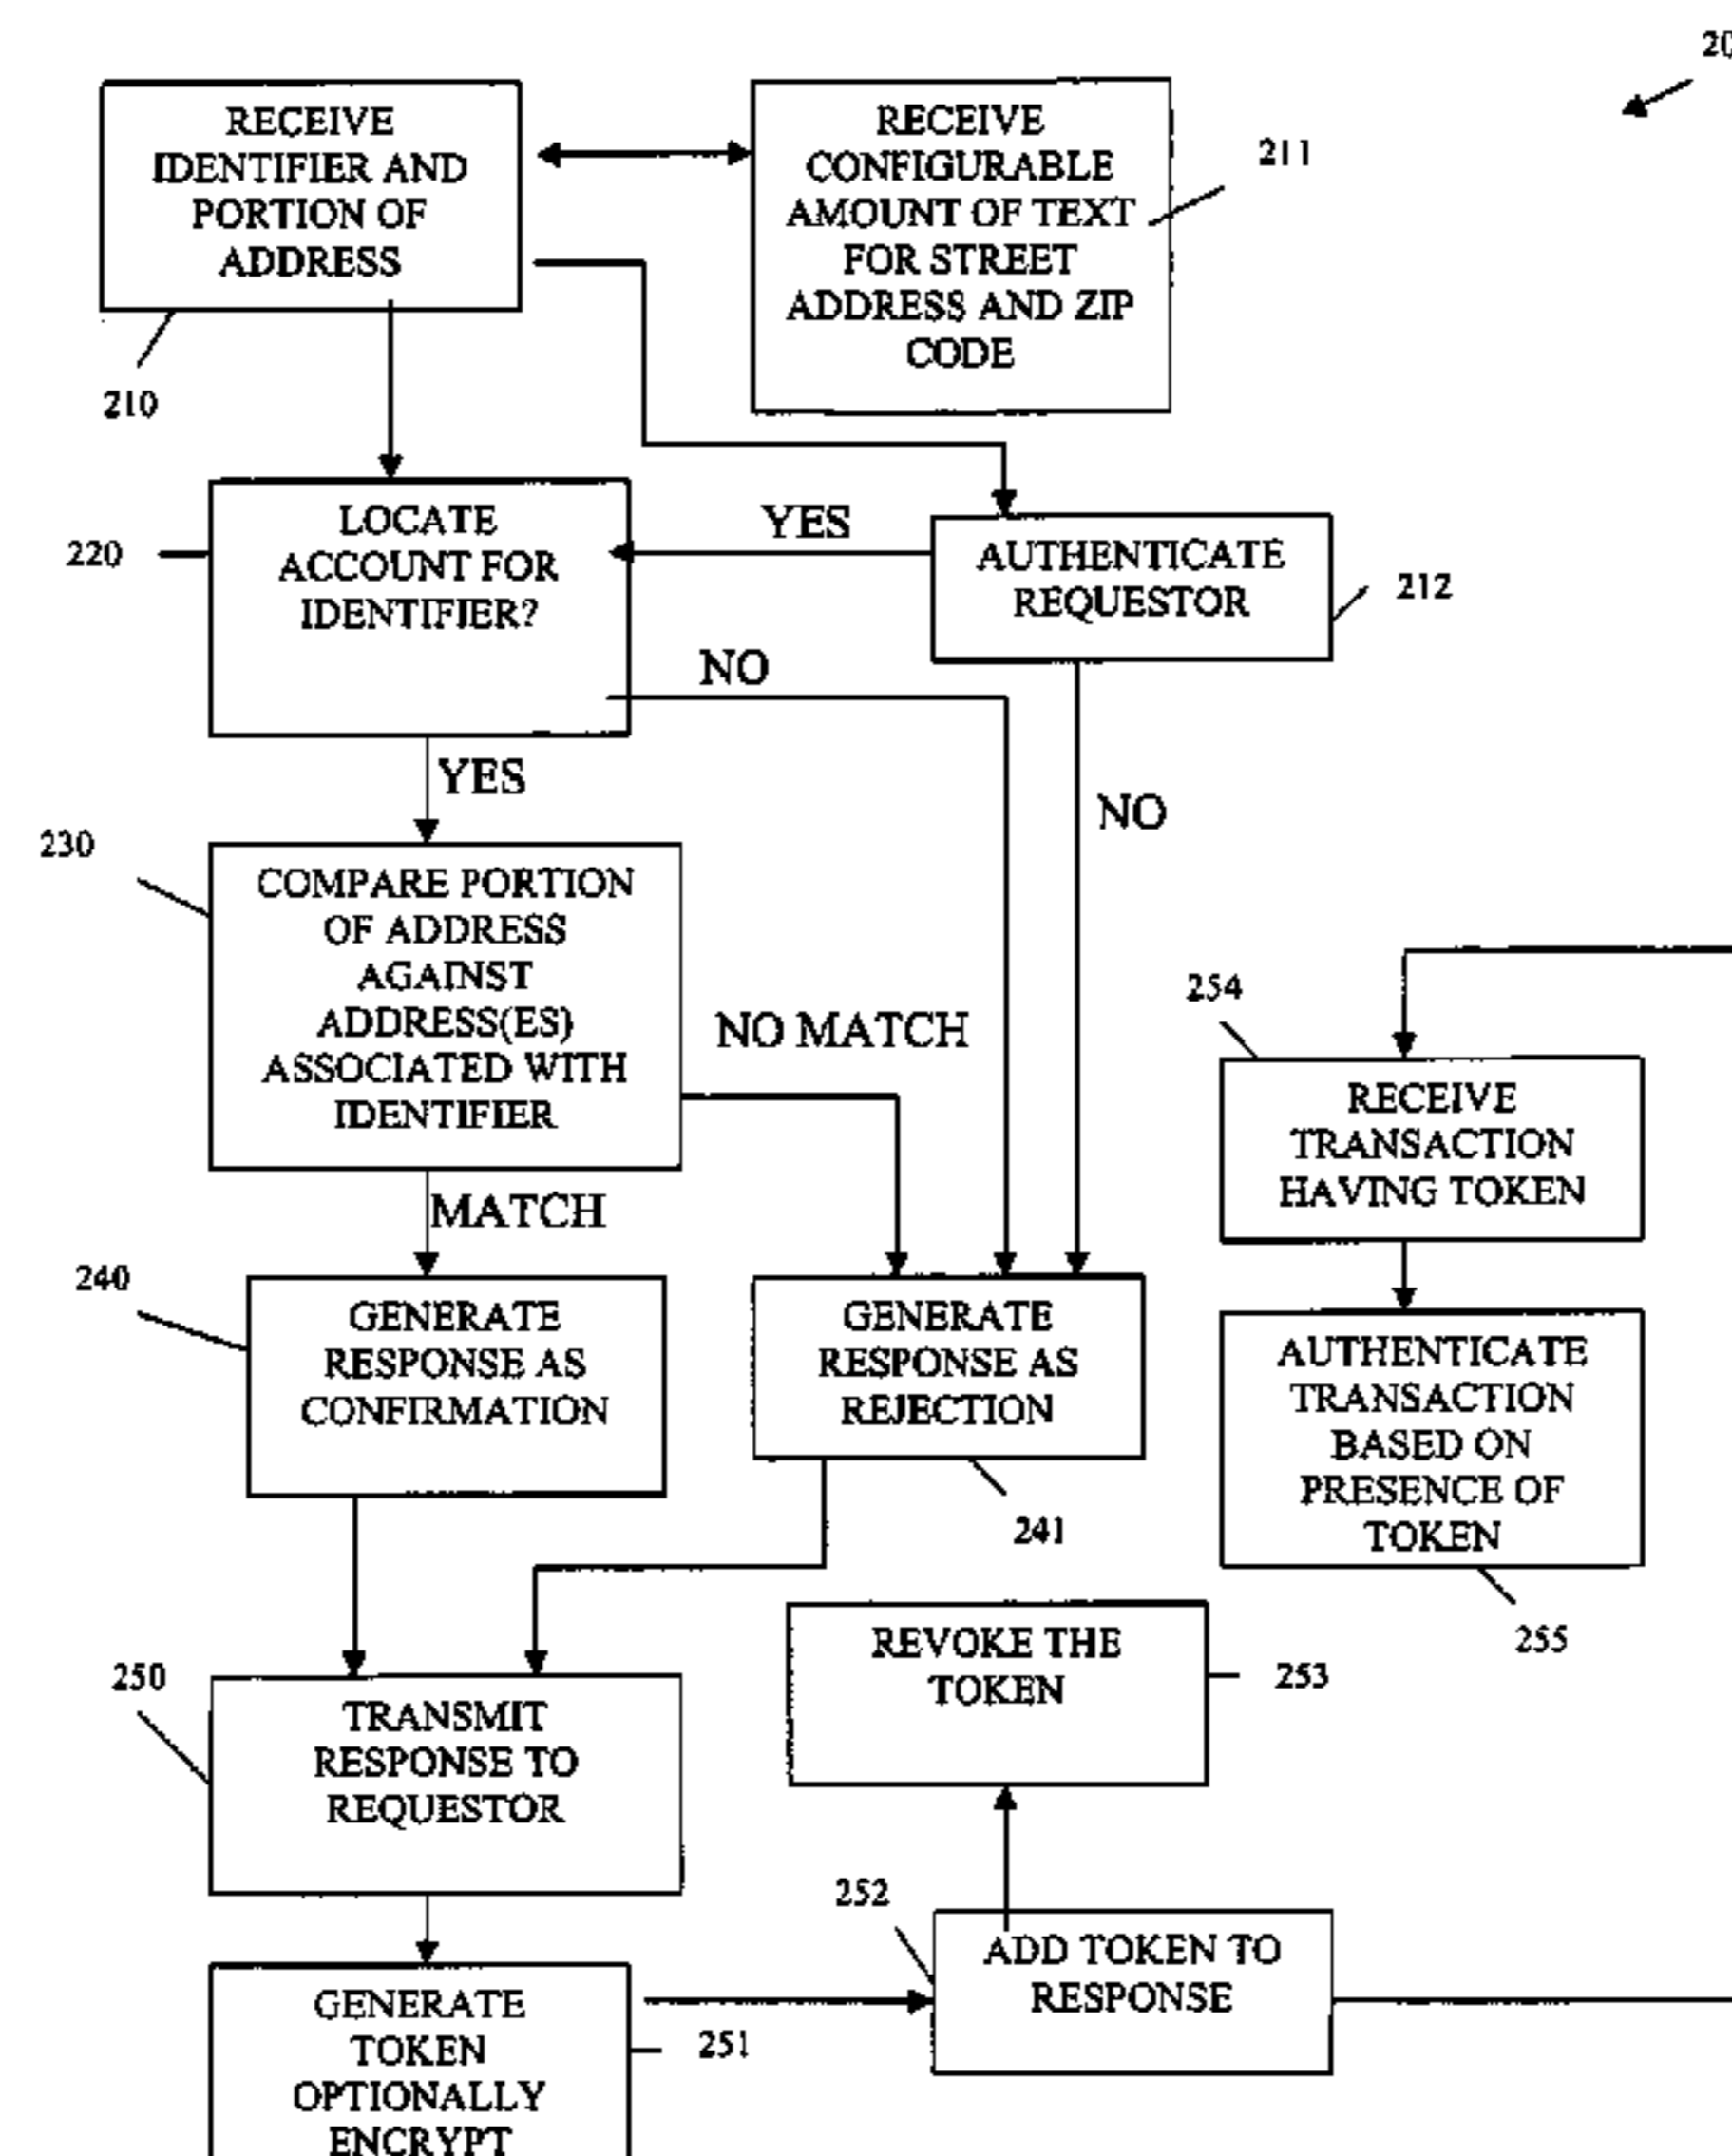 20
RECEIVE
IDENTIFIER AND
PORTION OF
ADDRESS
210
RECEIVE
CONFIGURABLE
AMOUNT OF TEXT
FOR STREET
ADDRESS AND ZIP
CODE
211
LOCATE
ACCOUNT FOR
IDENTIFIER?
220
YES
AUTHENTICATE
REQUESTOR
212
NO
YES
NO
230
COMPARE PORTION
OF ADDRESS
AGAINST
ADDRESS(ES)
ASSOCIATED WITH
IDENTIFIER
NO MATCH
MATCH
254
RECEIVE
TRANSACTION
HAVING TOKEN
240
GENERATE
RESPONSE AS
CONFIRMATION
GENERATE
RESPONSE AS
REJECTION
241
AUTHENTICATE
TRANSACTION
BASED ON
PRESENCE OF
TOKEN
255
250
TRANSMIT
RESPONSE TO
REQUESTOR
REVOKE THE
TOKEN
253
252
ADD TOKEN TO
RESPONSE
GENERATE
TOKEN
OPTIONALLY
ENCRYPT
251